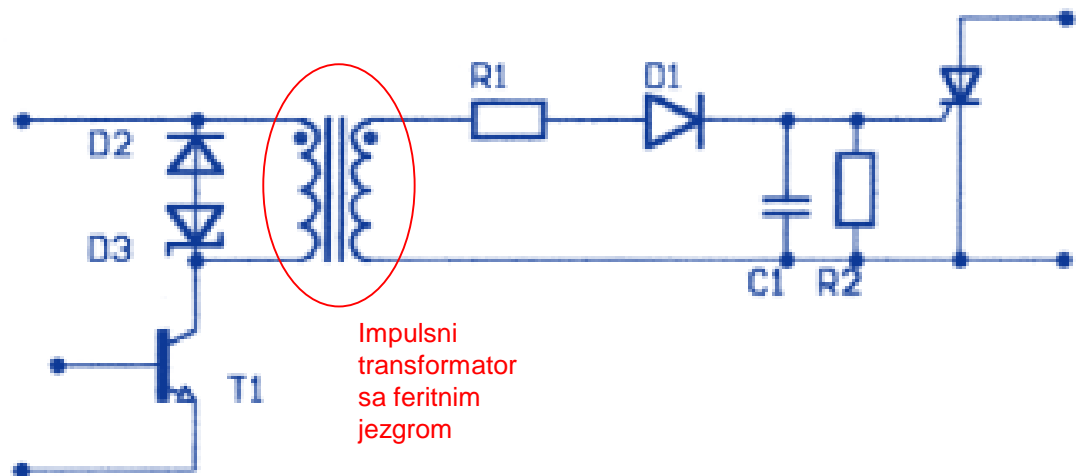 R1
D1
D2
D3
C1
R2
T1
Impulsni
transformator
sa feritnim
jezgrom